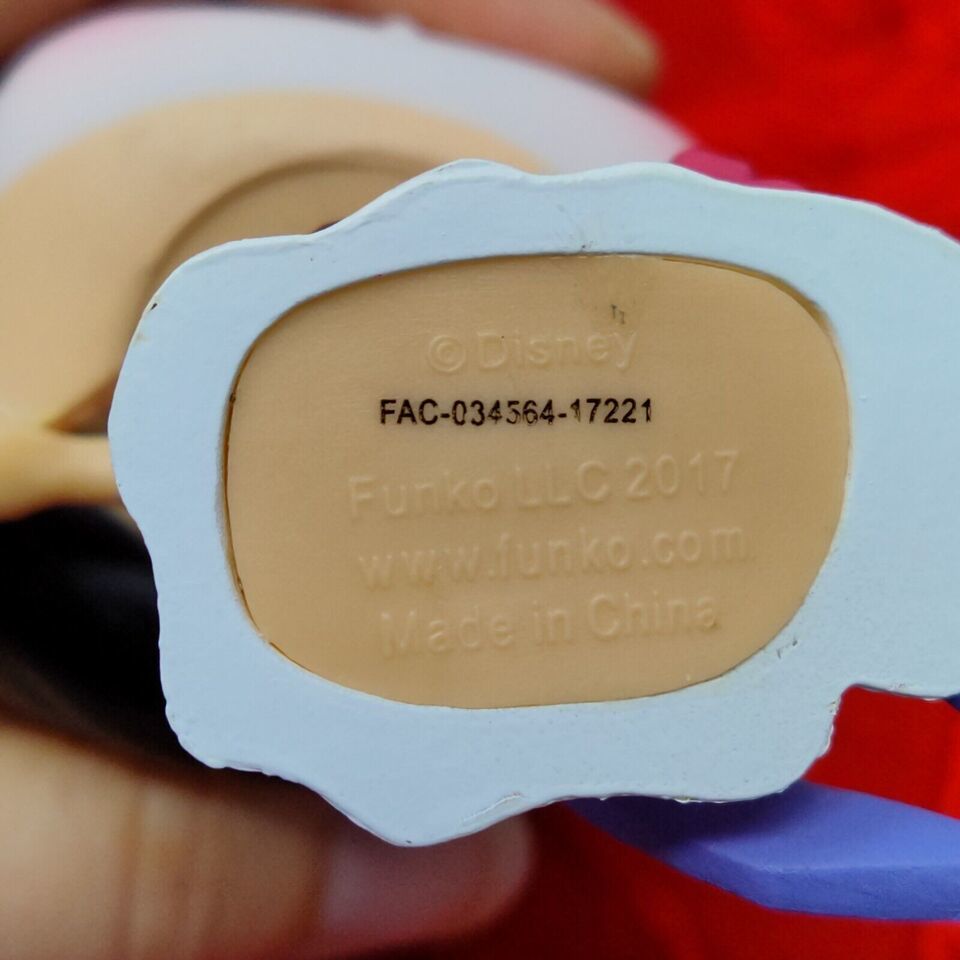 © Disney
FAC-034564-17221
Funko LLC 2017
www.funko.com
Made in China